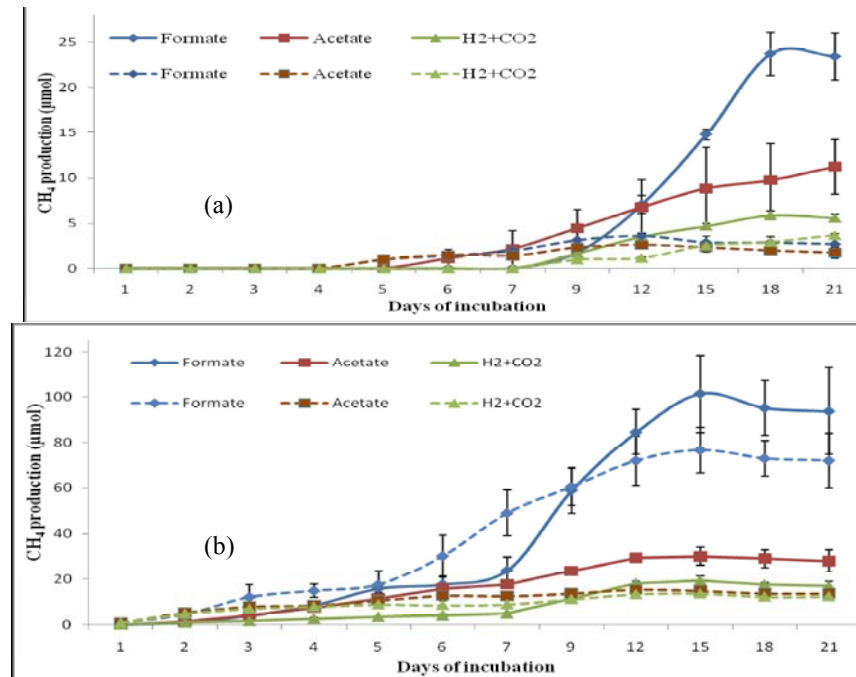 25
20
15
10
5
0
CH₄ production (µmol)
Formate Acetate H2+CO2
Formate Acetate H2+CO2
(a)
1 2 3 4 5 6 7 9 12 15 18 21
Days of incubation
120
100
80
60
40
20
0
CH₄ production (µmol)
Formate Acetate H2+CO2
Formate Acetate H2+CO2
(b)
1 2 3 4 5 6 7 9 12 15 18 21
Days of incubation